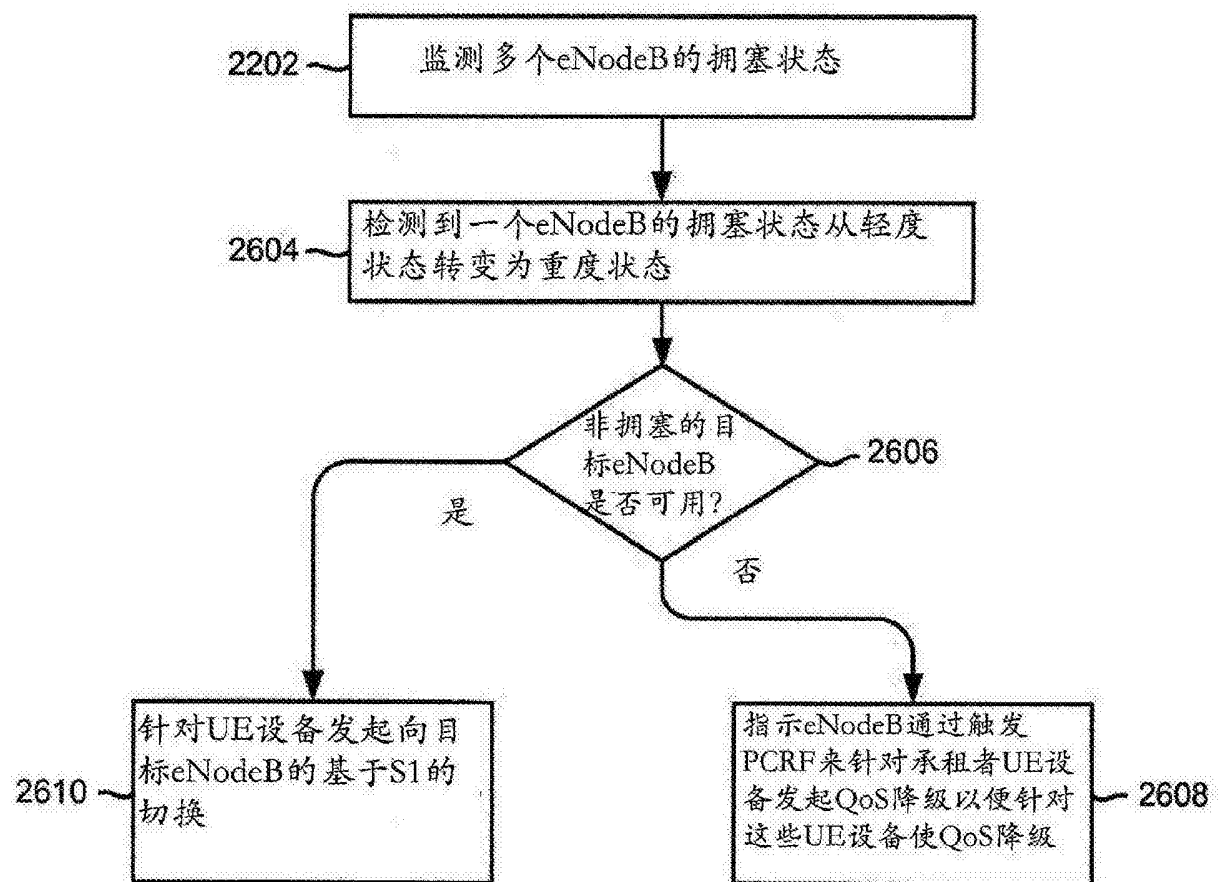 2202
监测多个eNodeB的拥塞状态
2604
检测到一个eNodeB的拥塞状态从轻度
状态转变为重度状态
非拥塞的目
标eNodeB
是否可用?
2606
是
否
2610
针对UE设备发起向目
标eNodeB的基于S1的
切换
指示eNodeB通过触发
PCRF来针对承租者UE设
备发起QoS降级以便针对
这些UE设备使QoS降级
2608